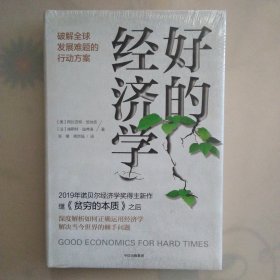 破解全球
发展难题的
行动方案
好的
经济学
2019年诺贝尔经济学奖得主新作
继《贫穷的本质》之后
深度解析如何正确运用经济学
解决当今世界的棘手问题
GOOD ECONOMICS FOR HARD TIMES
中信出版集团